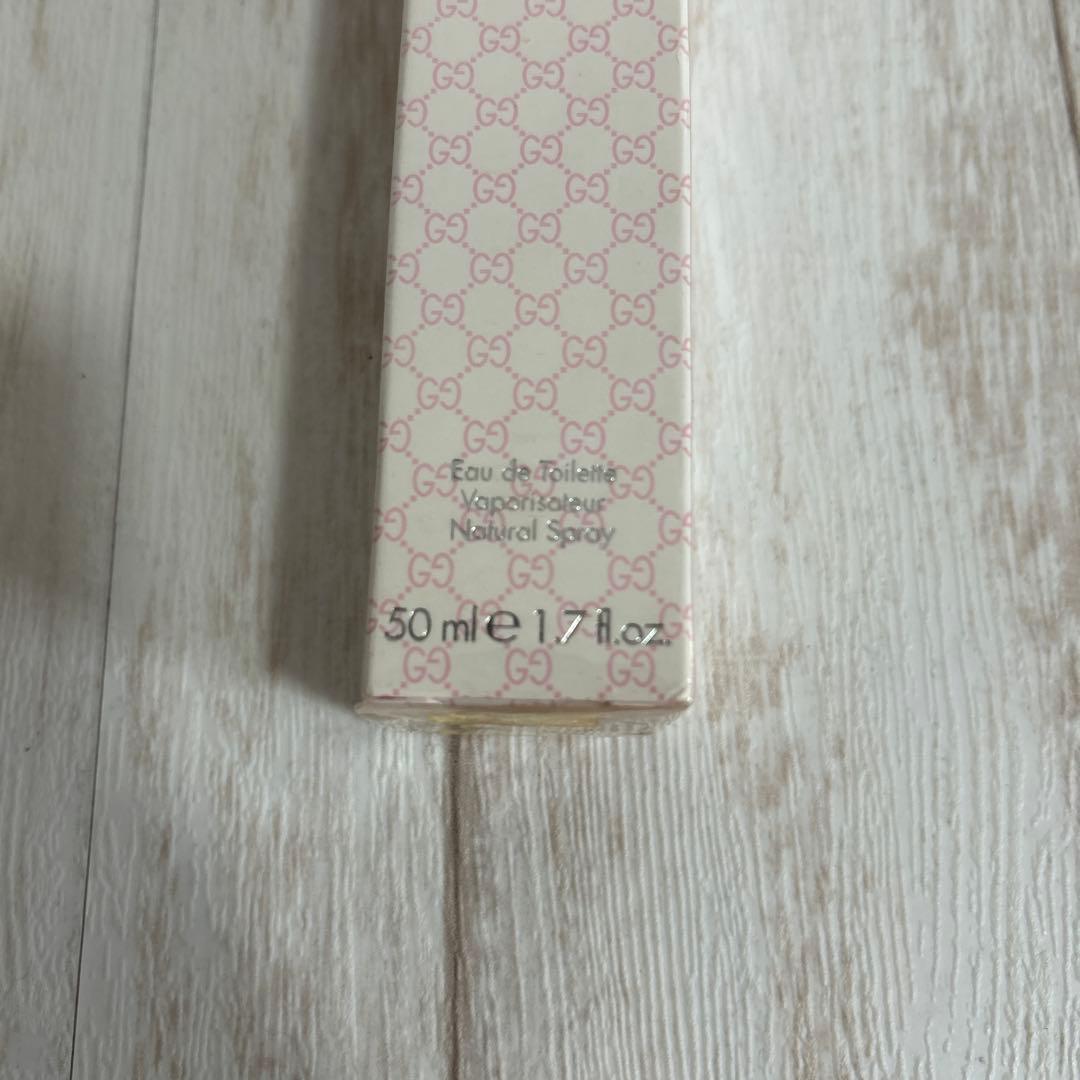 Eau de Toilette
Vaporisateur
Natural Spray
50 ml e 1.7 fl.oz.